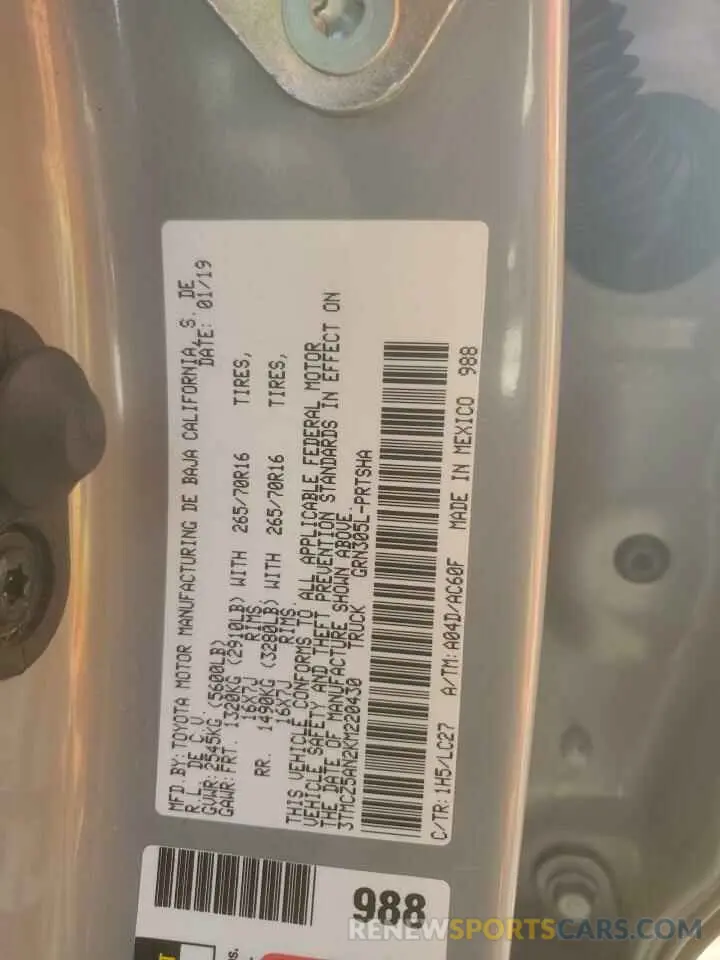 MFD.BY:TOYOTA MOTOR MANUFACTURING DE BAJA CALIFORNIA, S. DE
R.L. DE C.V. DATE: 01/19
GVWR:2545KG (5600LB)
GAWR:FRT. 1320KG (2910LB) WITH 265/70R16 TIRES,
16X7J RIMS
RR. 1490KG (3280LB) WITH 265/70R16 TIRES,
16X7J RIMS
THIS VEHICLE CONFORMS TO ALL APPLICABLE FEDERAL MOTOR
VEHICLE SAFETY AND THEFT PREVENTION STANDARDS IN EFFECT ON
THE DATE OF MANUFACTURE SHOWN ABOVE.
3TMCZ5AN2KM220430 TRUCK GRN305L-PRTSHA
C/TR:1H5/LC27 A/TM:A04D/AC60F MADE IN MEXICO 988
988
RENEWSPORTSCARS.COM